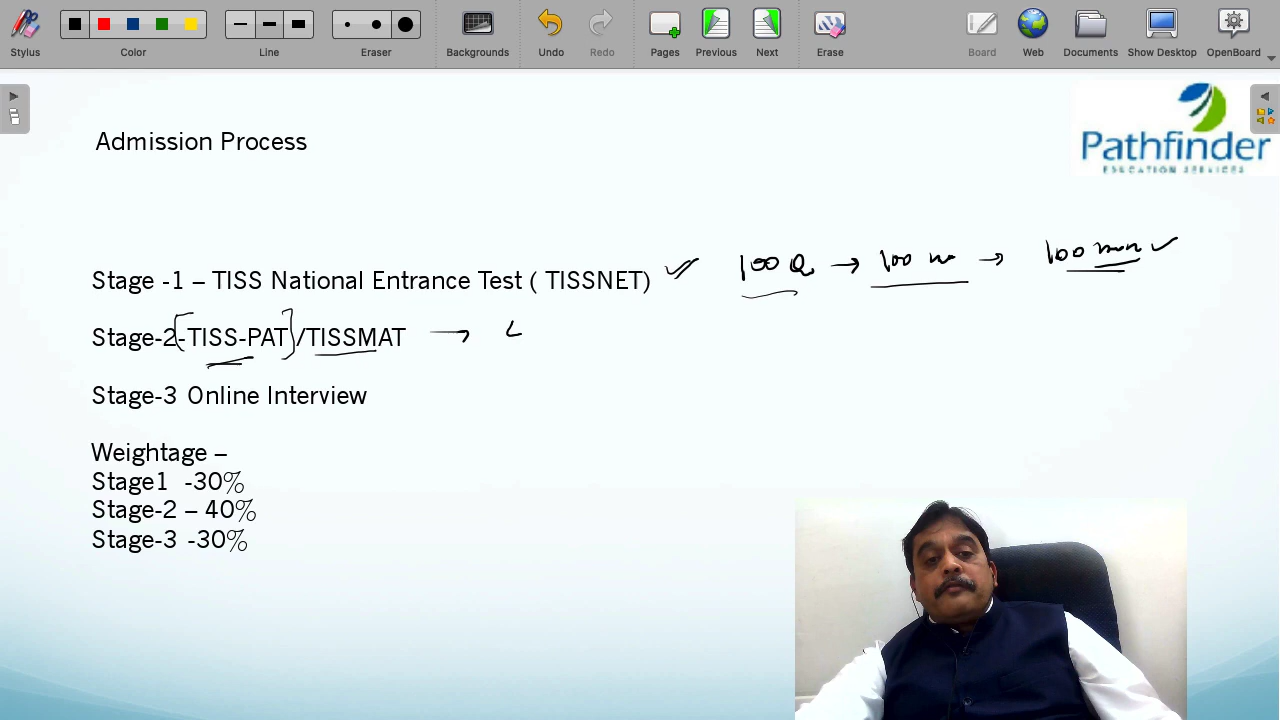 Stylus Color Line Eraser Backgrounds Undo Redo Pages Previous Next Erase Board Web Documents Show Desktop OpenBoard
Pathfinder
EDUCATION SERVICES
Admission Process
Stage -1 – TISS National Entrance Test ( TISSNET) 100 Q → 100 m → 100 min
Stage-2 -TISS-PAT /TISSMAT →
Stage-3 Online Interview
Weightage –
Stage1 -30%
Stage-2 – 40%
Stage-3 -30%